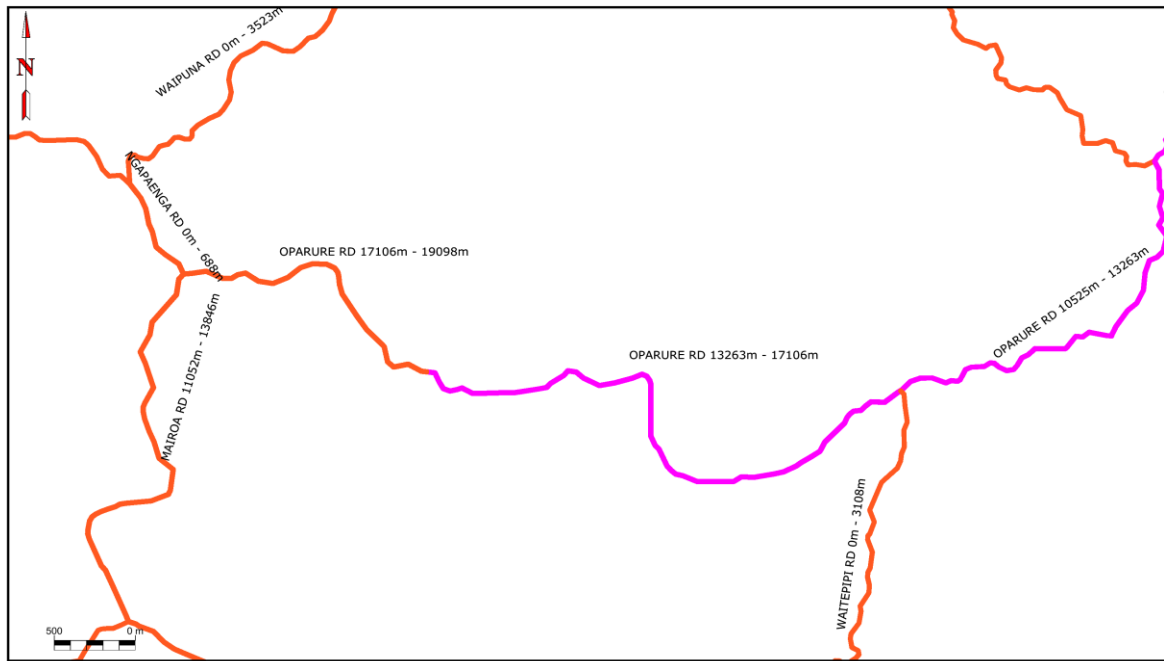 WAIPUNA RD 0m - 3523m
N
NGAPAENGA RD 0m - 688m
OPARURE RD 17106m - 19098m
OPARURE RD 10525m - 13263m
MAIROA RD 11052m - 13846m
OPARURE RD 13263m - 17106m
WAITEPIPI RD 0m - 3108m
500 0 m